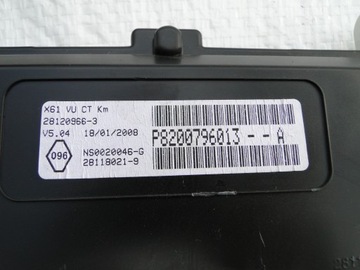 X61 VU CT Km
28120966-3
V5.04 18/01/2008
P8200796013--A
096
NS0020046-G
28118021-9